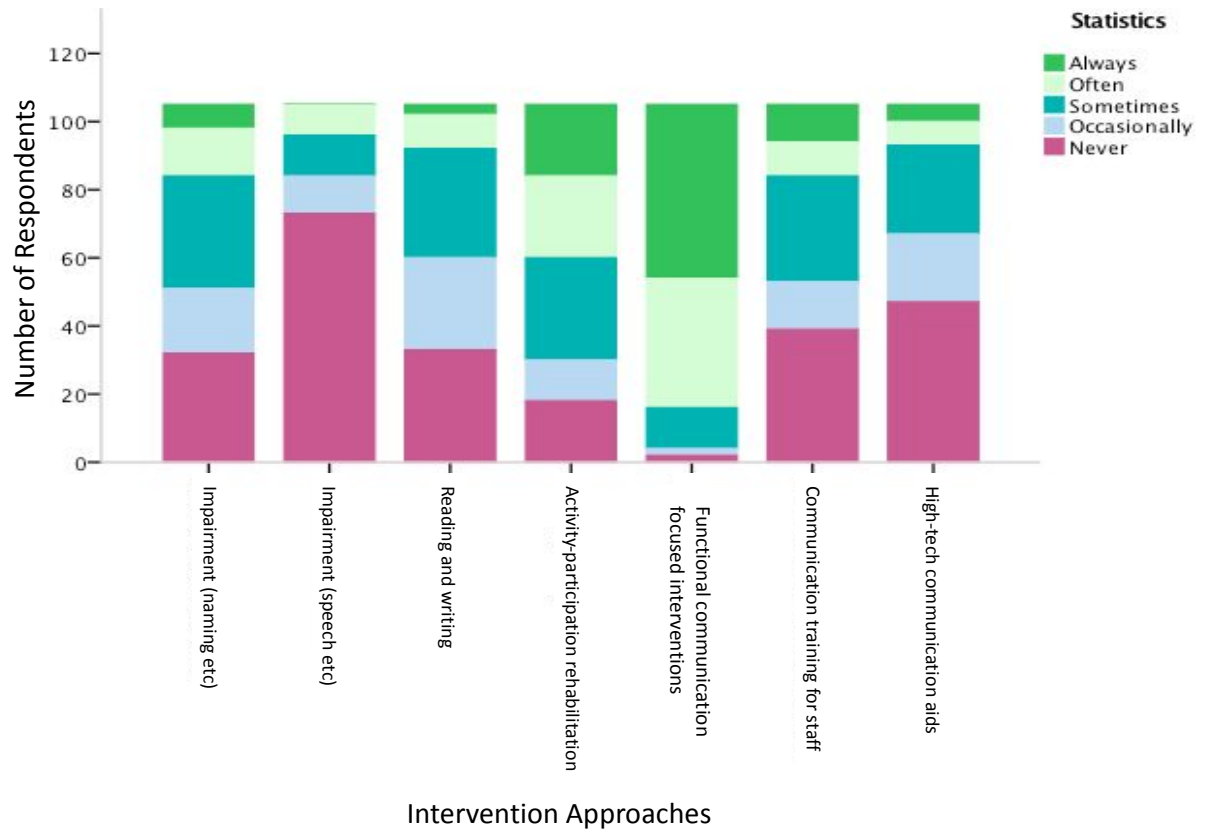 Statistics
Always
Often
Sometimes
Occasionally
Never
Number of Respondents
120
100
80
60
40
20
0
Impairment (naming etc)
Impairment (speech etc)
Reading and writing
Activity-participation rehabilitation
Functional communication
focused interventions
Communication training for staff
High-tech communication aids
Intervention Approaches